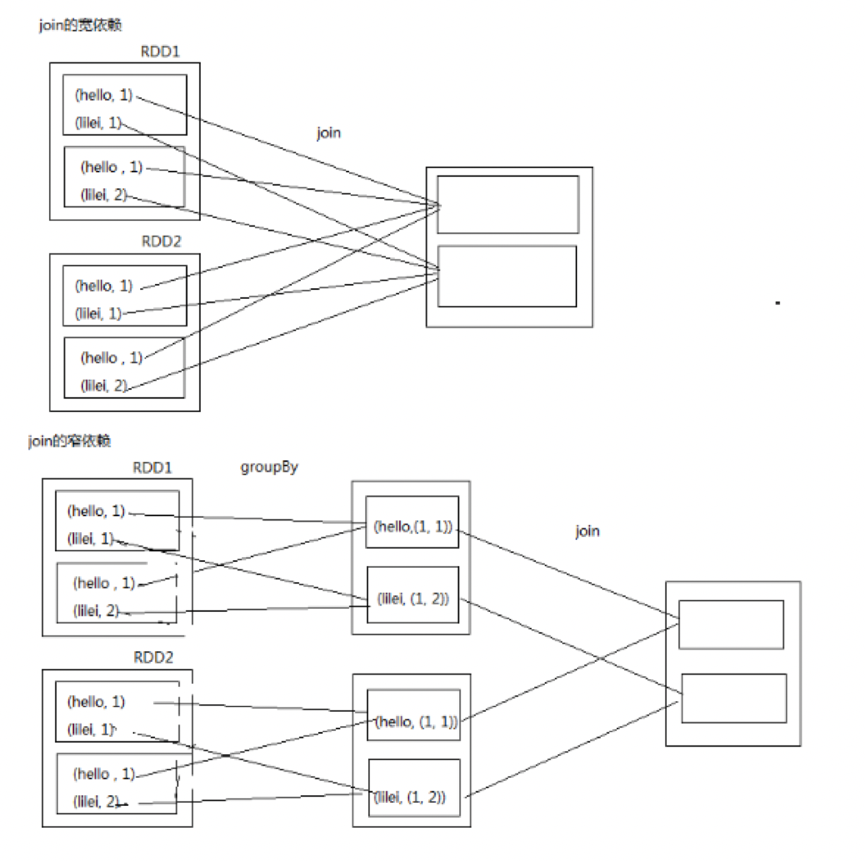 join的宽依赖
RDD1
(hello, 1)
(lilei, 1)
join
(hello , 1)
(lilei, 2)
RDD2
(hello, 1)
(lilei, 1)
(hello , 1)
(lilei, 2)
join的窄依赖
RDD1
groupBy
(hello, 1)
(lilei, 1)
(hello,(1, 1))
join
(hello , 1)
(lilei, 2)
(lilei, (1, 2))
RDD2
(hello, 1)
(lilei, 1)
(hello, (1, 1))
(hello , 1)
(lilei, 2)
(lilei, (1, 2))